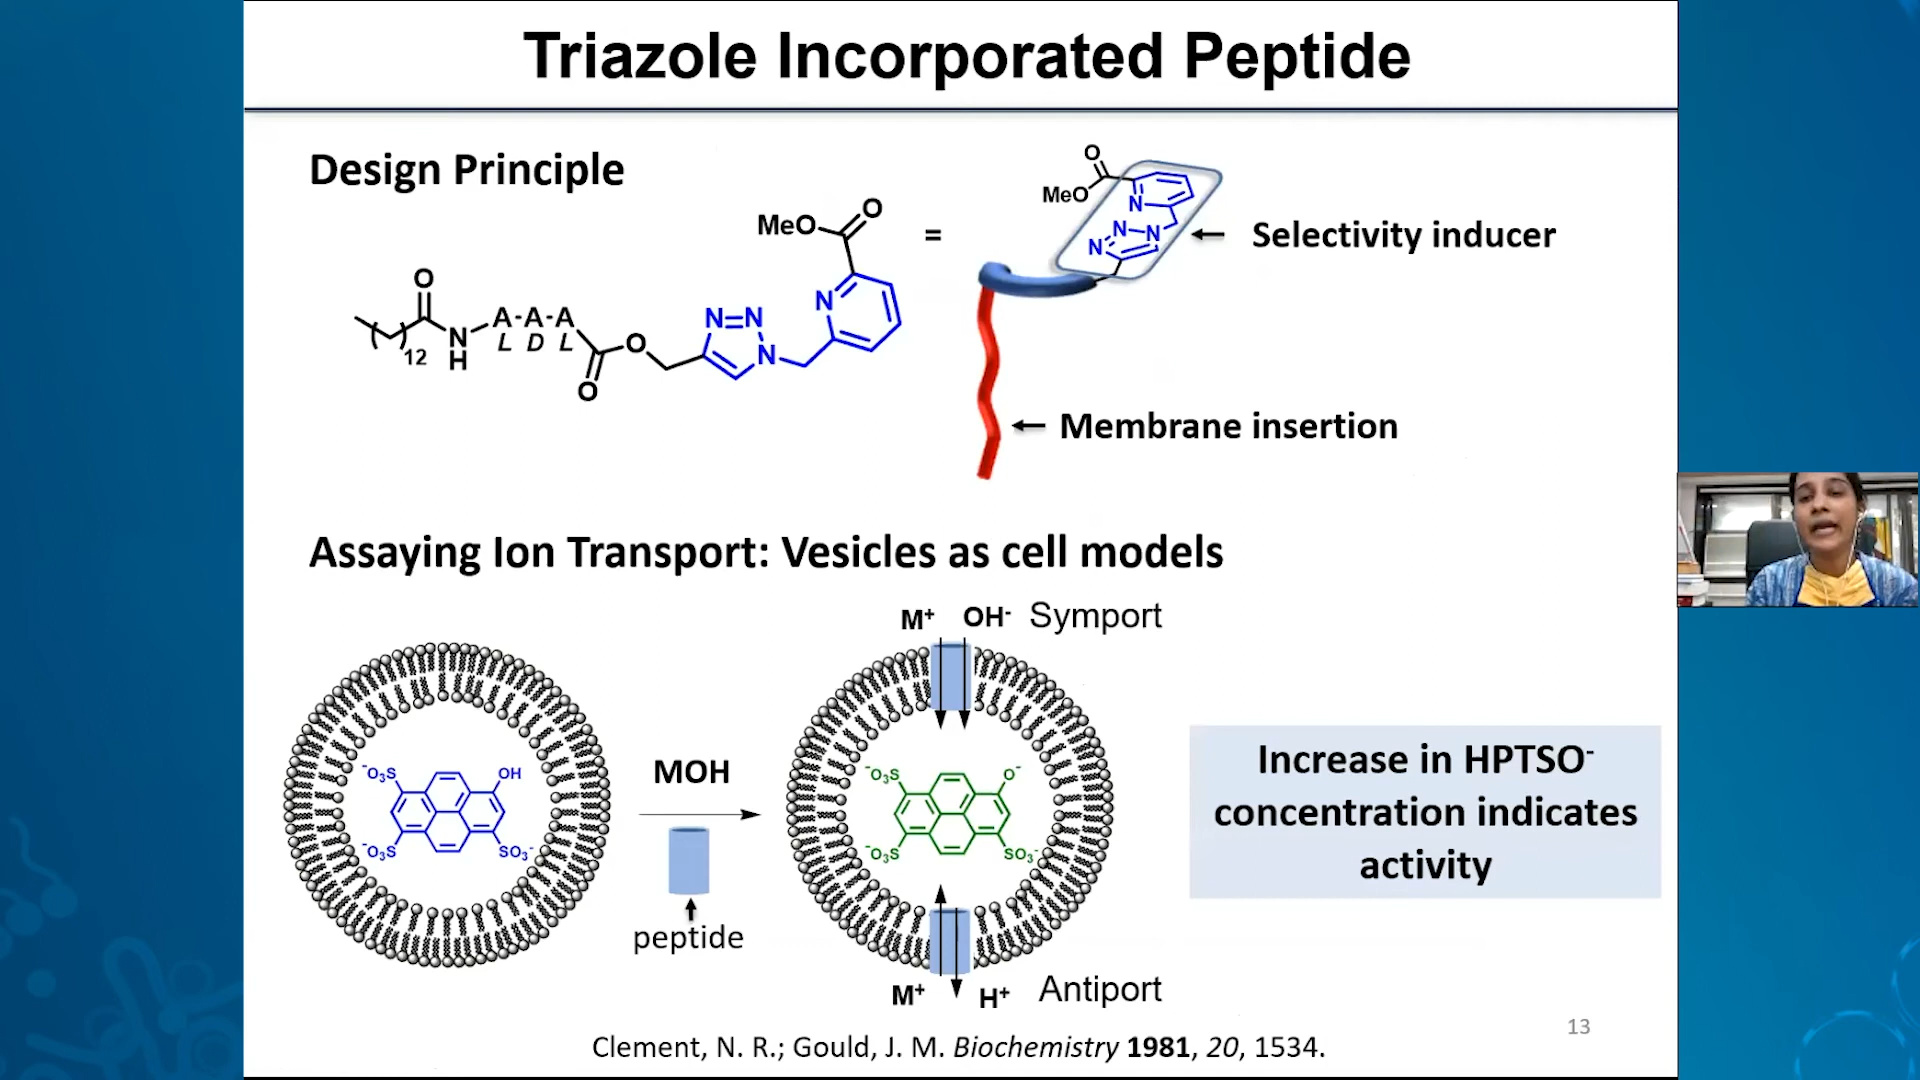 Triazole Incorporated Peptide
Design Principle
MeO
O
=
O
N
12
N
H
A-A-A
L D L
O
O
N=N
N
O
MeO
N
N
N
N
Selectivity inducer
Membrane insertion
Assaying Ion Transport: Vesicles as cell models
M+ OH- Symport
-O3S
OH
-O3S
SO3-
MOH
peptide
-O3S
O-
-O3S
SO3-
M+ H+ Antiport
Increase in HPTSO-
concentration indicates
activity
13
Clement, N. R.; Gould, J. M. Biochemistry 1981, 20, 1534.